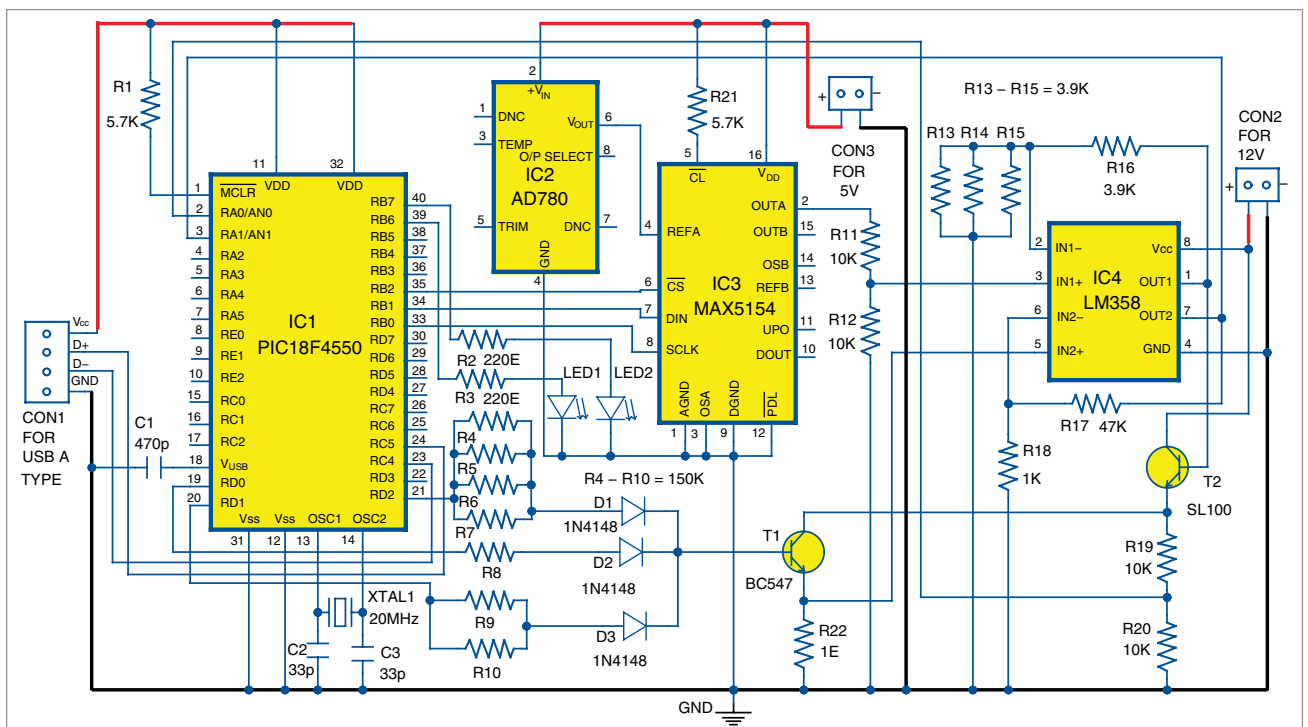 R1
5.7K
11
VDD
32
VDD
1
MCLR
2
RA0/AN0
3
RA1/AN1
4
RA2
5
RA3
6
RA4
7
RA5
8
RE0
9
RE1
10
RE2
15
RC0
16
RC1
17
RC2
18
VUSB
19
RD0
20
RD1
IC1
PIC18F4550
RB7
40
RB6
39
RB5
38
RB4
37
RB3
36
RB2
35
RB1
34
RB0
33
RD7
30
RD6
29
RD5
28
RD4
27
RC7
26
RC6
25
RC5
24
RC4
23
RD3
22
RD2
21
Vss
31
Vss
12
OSC1
13
OSC2
14
Vcc
D+
D−
GND
CON1
FOR
USB A
TYPE
C1
470p
XTAL1
20MHz
C2
33p
C3
33p
2
+VIN
1
DNC
3
TEMP
VOUT
6
O/P SELECT
8
IC2
AD780
5
TRIM
DNC
7
GND
4
R21
5.7K
5
CL
16
VDD
4
REFA
6
CS
7
DIN
8
SCLK
IC3
MAX5154
OUTA
2
OUTB
15
OSB
14
REFB
13
UPO
11
DOUT
10
AGND
1
OSA
3
DGND
9
PDL
12
+
−
CON3
FOR
5V
R11
10K
R12
10K
R2
220E
R3
220E
LED1
LED2
R4
R5
R6
R7
R8
R9
R10
R4 – R10 = 150K
D1
1N4148
D2
1N4148
D3
1N4148
T1
BC547
R22
1E
R13 – R15 = 3.9K
R13
R14
R15
R16
3.9K
+
−
CON2
FOR
12V
2
IN1−
3
IN1+
6
IN2−
5
IN2+
IC4
LM358
Vcc
8
OUT1
1
OUT2
7
GND
4
R17
47K
R18
1K
T2
SL100
R19
10K
R20
10K
GND